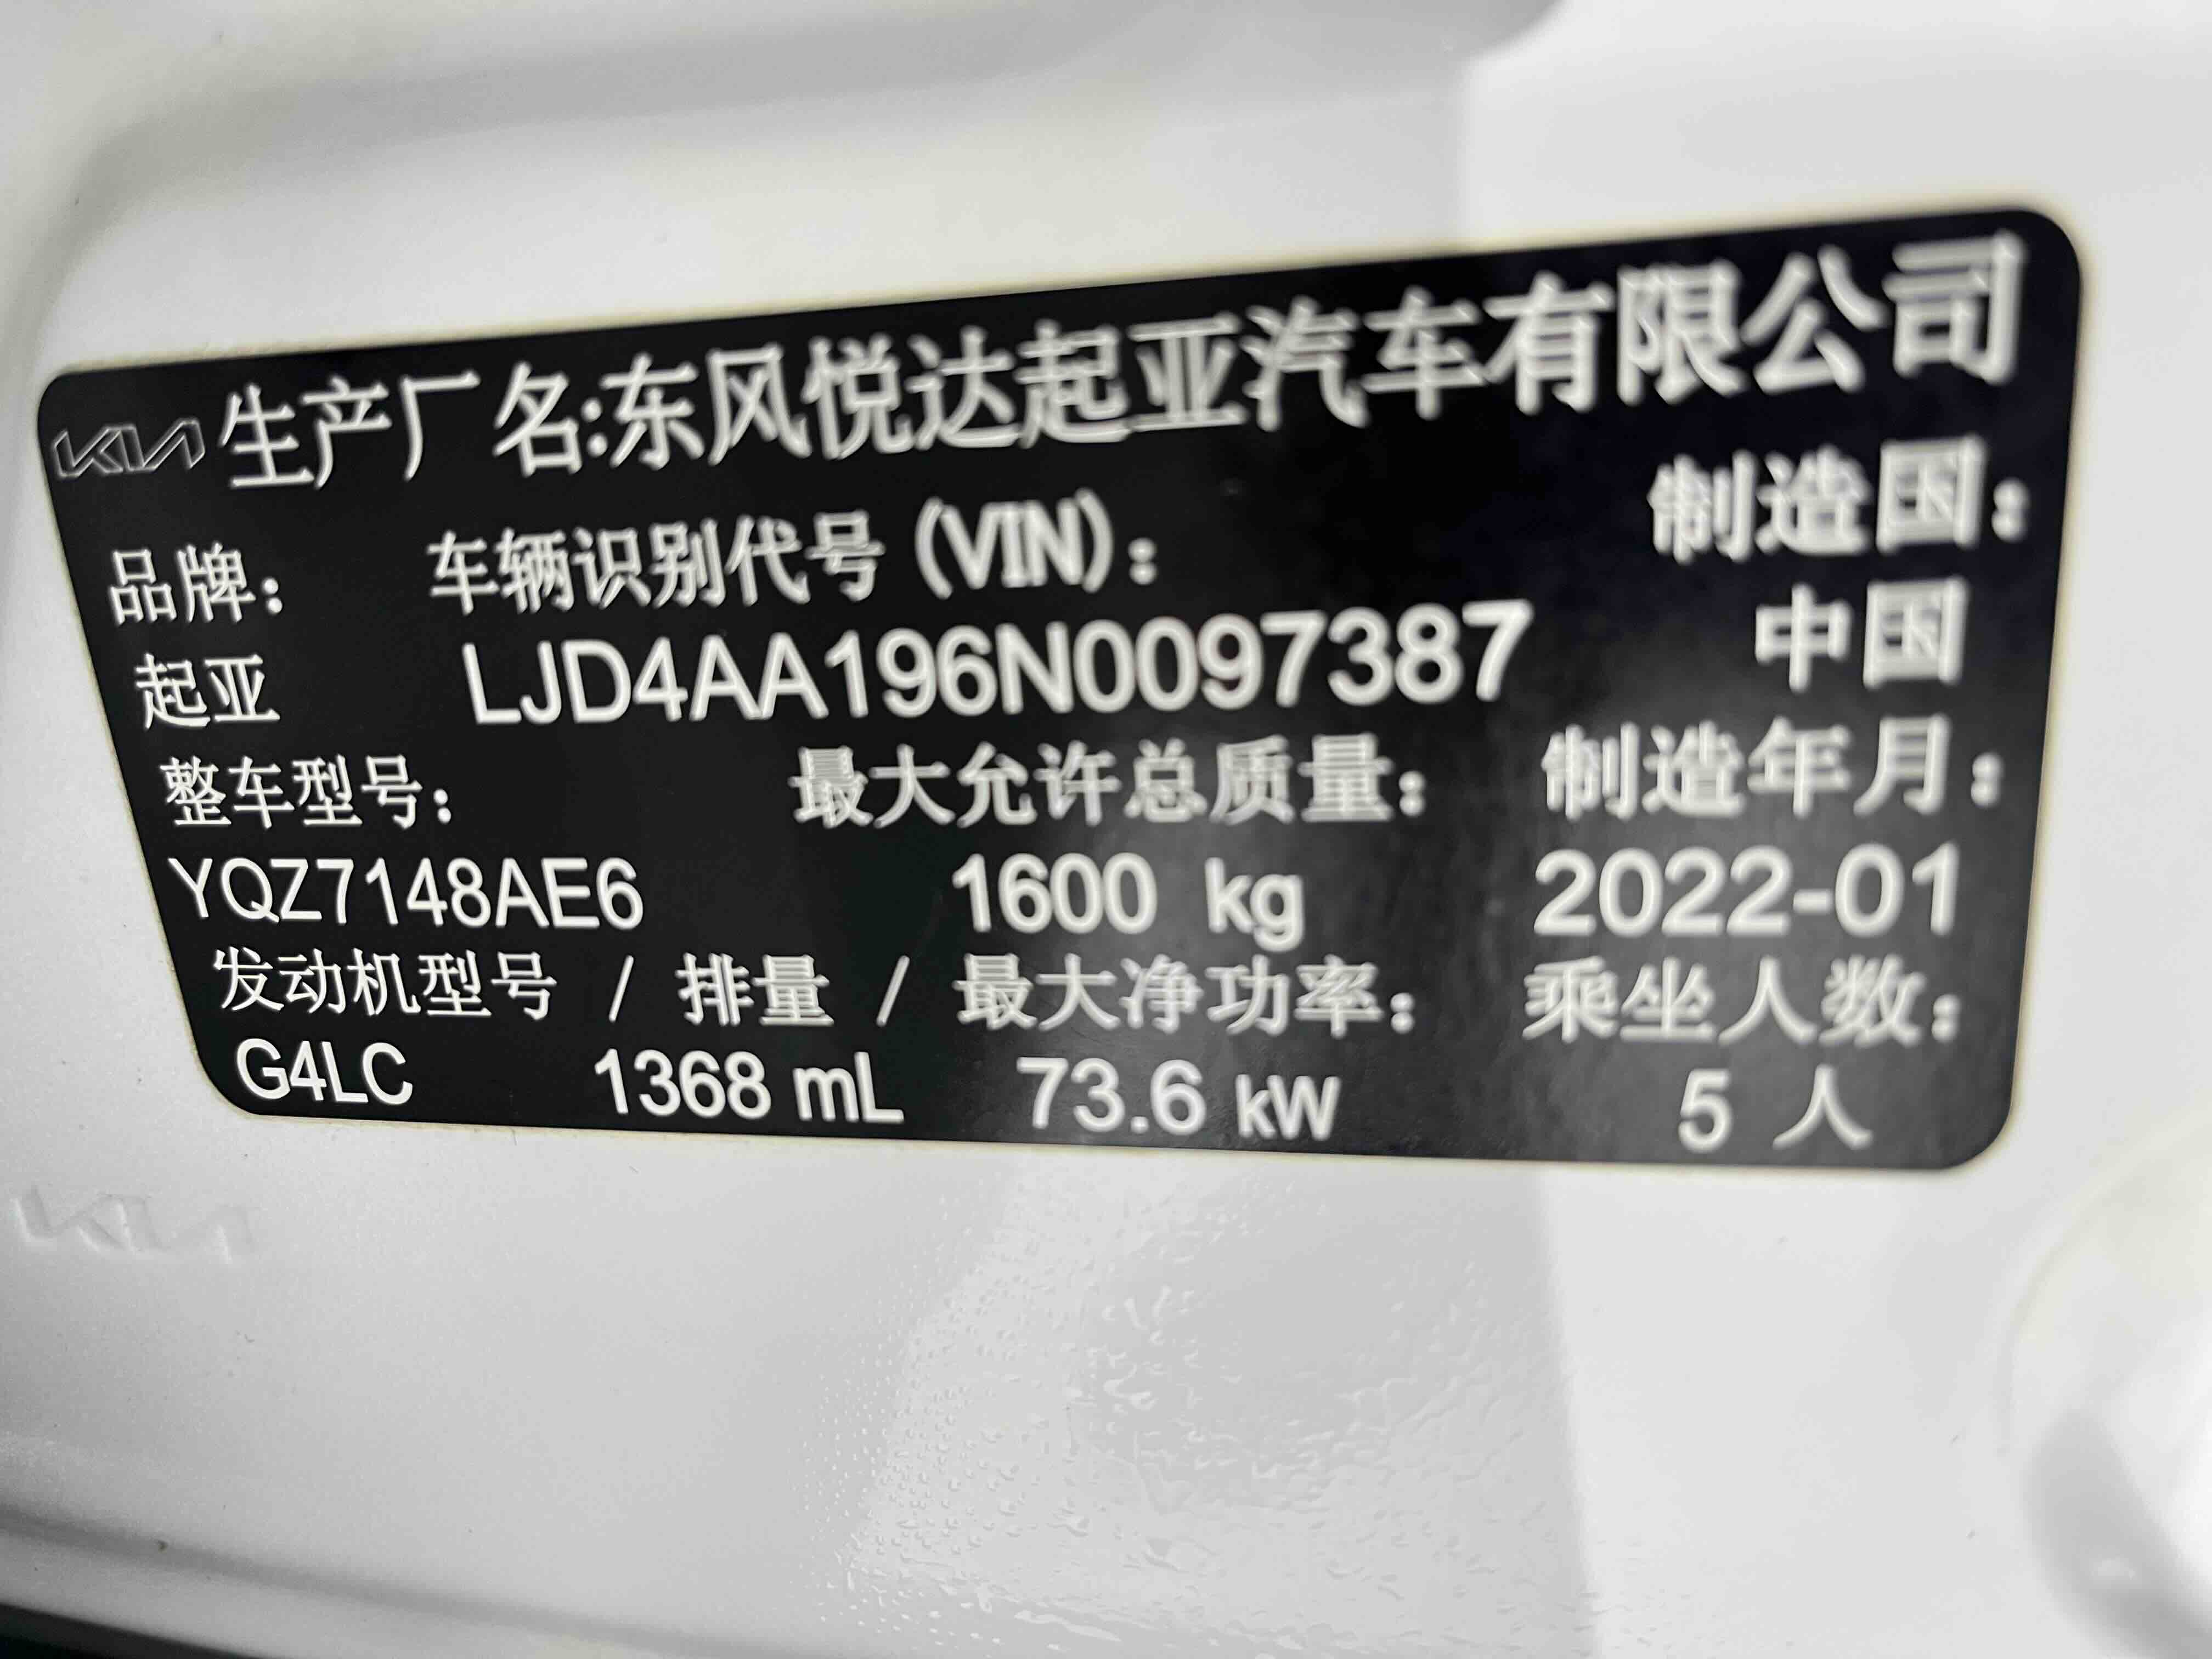 KIA 生产厂名:东风悦达起亚汽车有限公司
品牌: 车辆识别代号 (VIN): 制造国:
起亚 LJD4AA196N0097387 中国
整车型号: 最大允许总质量: 制造年月:
YQZ7148AE6 1600 kg 2022-01
发动机型号 / 排量 / 最大净功率: 乘坐人数:
G4LC 1368 mL 73.6 kW 5 人
KIA